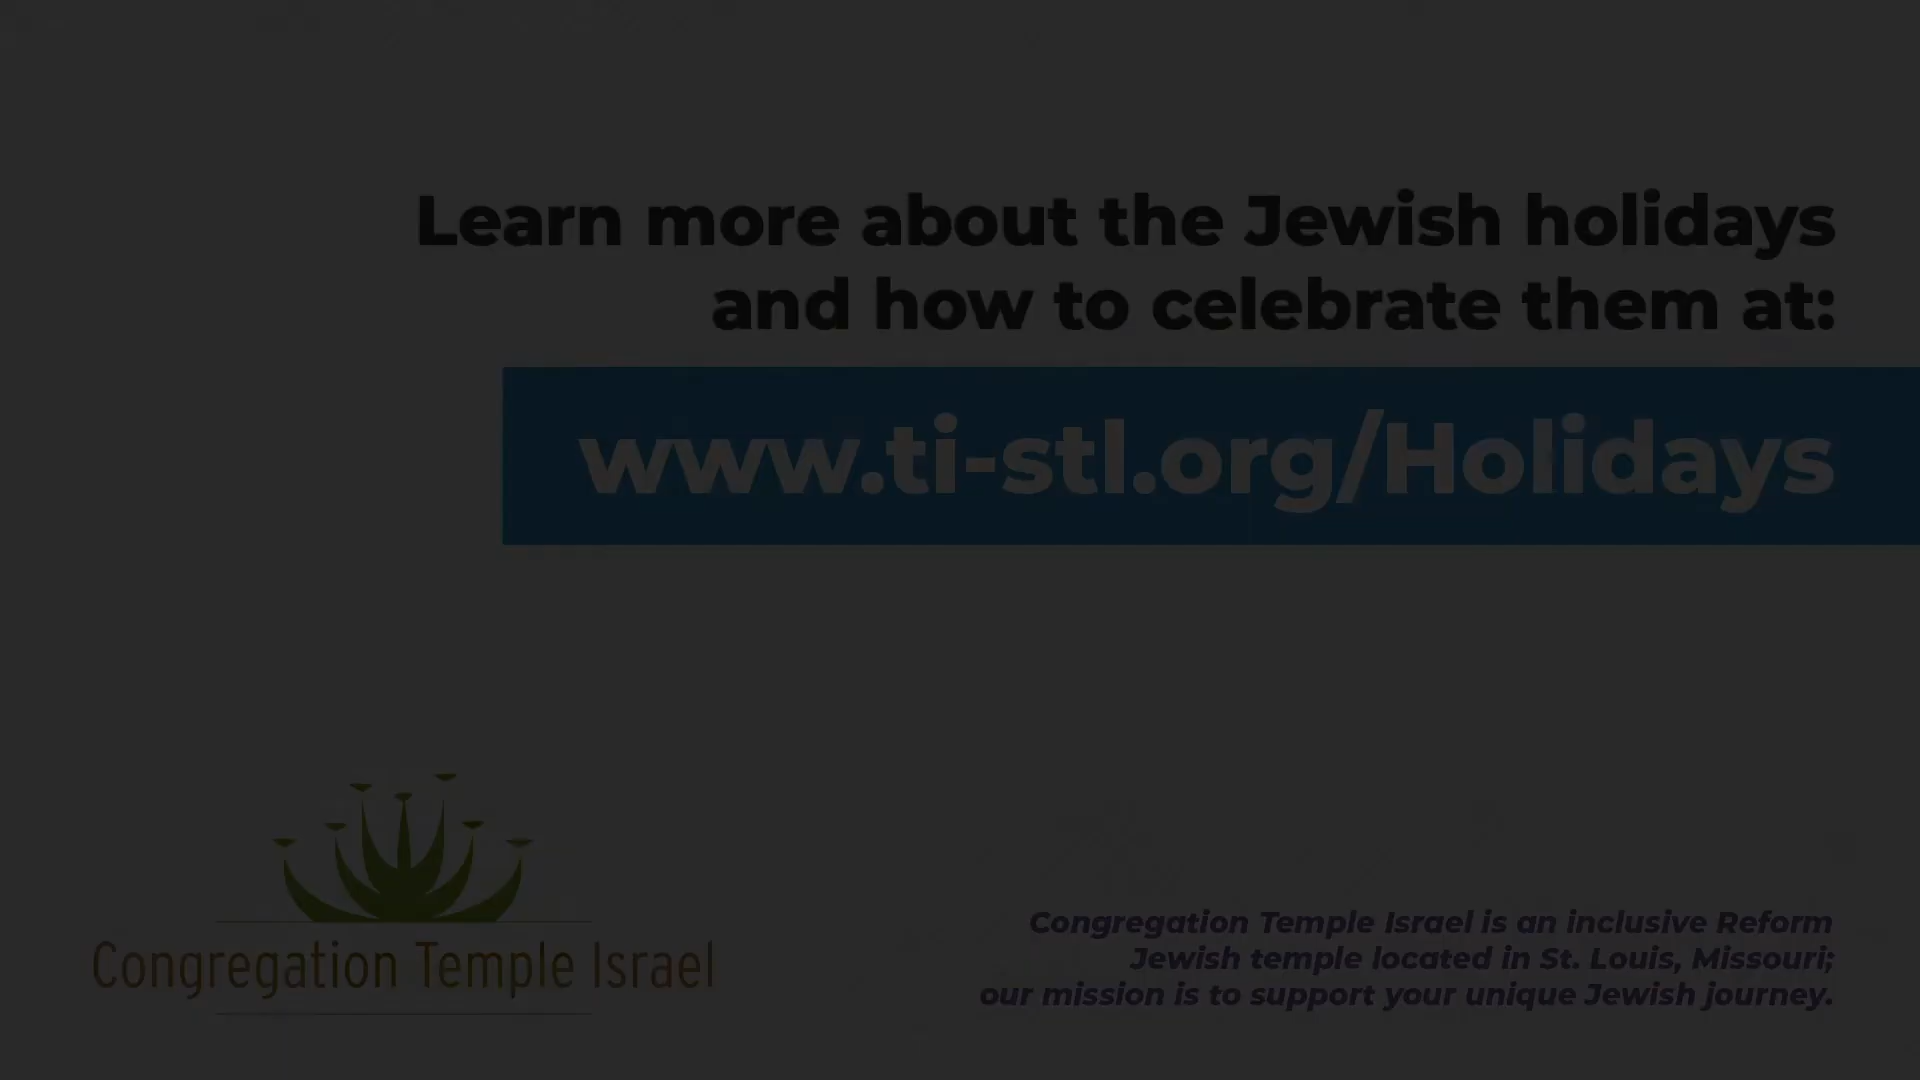 Learn more about the Jewish holidays
and how to celebrate them at:
www.ti-stl.org/Holidays
Congregation Temple Israel
Congregation Temple Israel is an inclusive Reform
Jewish temple located in St. Louis, Missouri;
our mission is to support your unique Jewish journey.